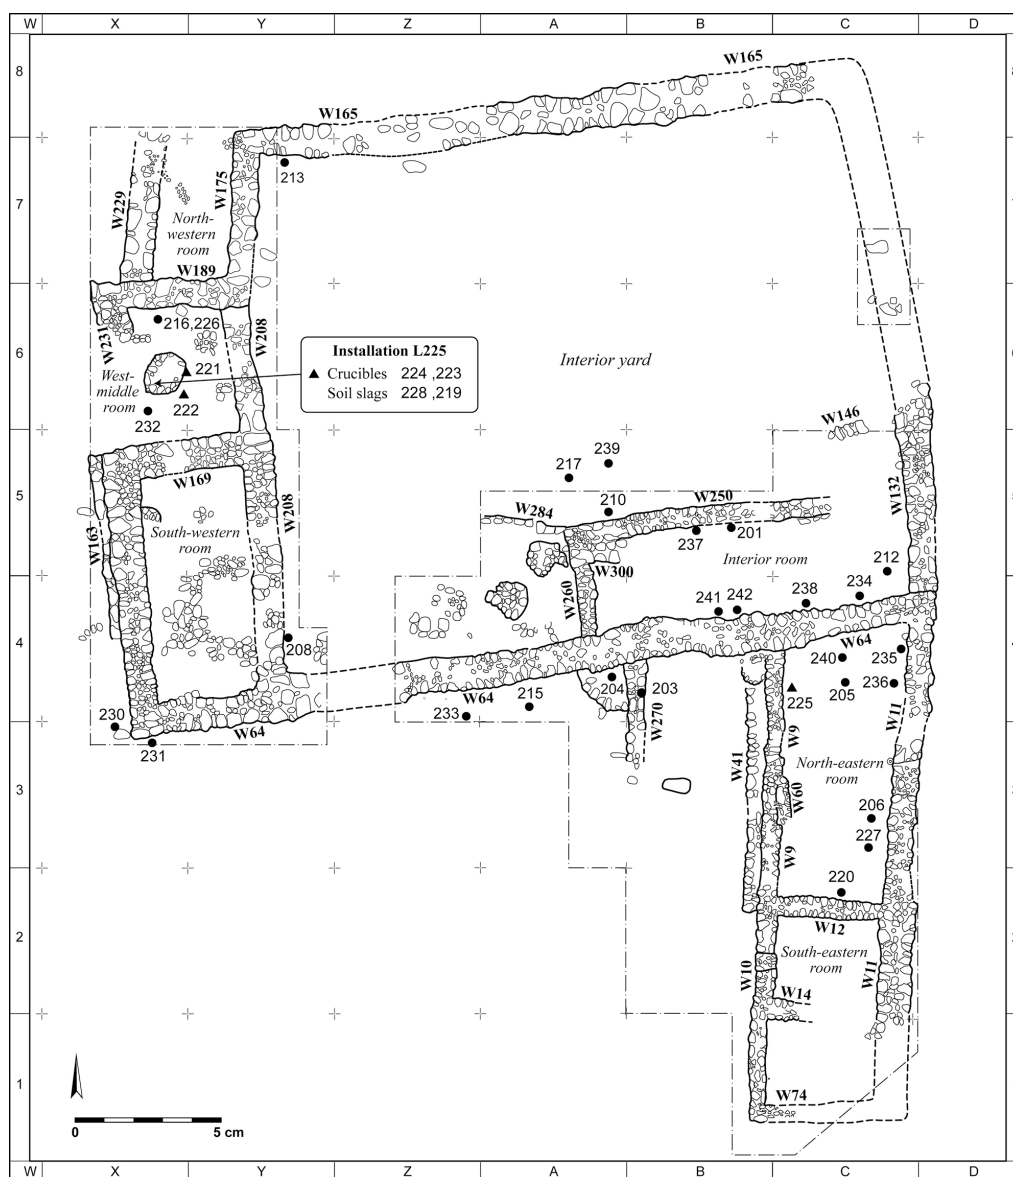 W X Y Z A B C D
8
W165
W165
213
7
W229
W175
North-
western
room
W189
216,226
W231
W208
6
221
West-
middle
room
222
232
Installation L225
▲ Crucibles 224 ,223
Soil slags 228 ,219
Interior yard
W146
239
217
W132
5
W169
210
W250
W284
237
201
W163
South-western
room
W208
W300
Interior room
212
W260
241
242
238
234
4
208
W64
240
235
204
203
205
236
215
W64
225
233
W270
230
W64
231
W9
W11
W41
North-eastern
room
3
W60
206
227
W9
220
2
W12
South-eastern
room
W10
W11
W14
1
W74
0 5 cm
W X Y Z A B C D